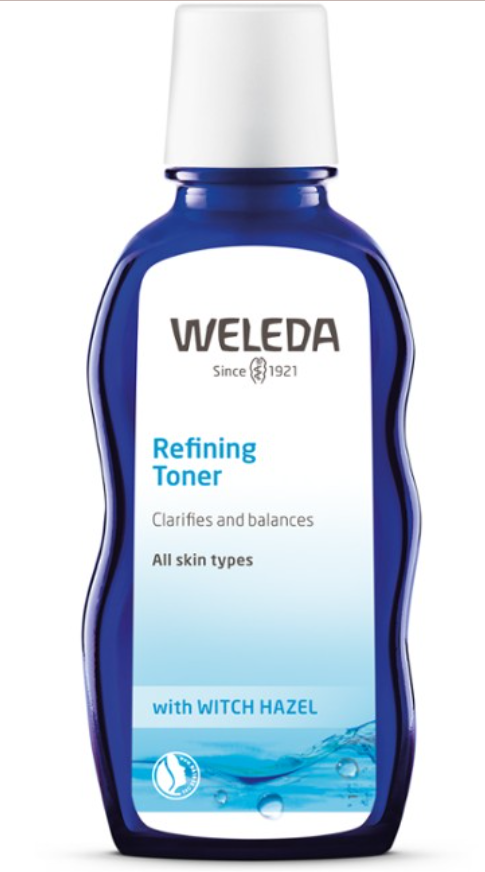 WELEDA
Since 1921
Refining
Toner
Clarifies and balances
All skin types
with WITCH HAZEL